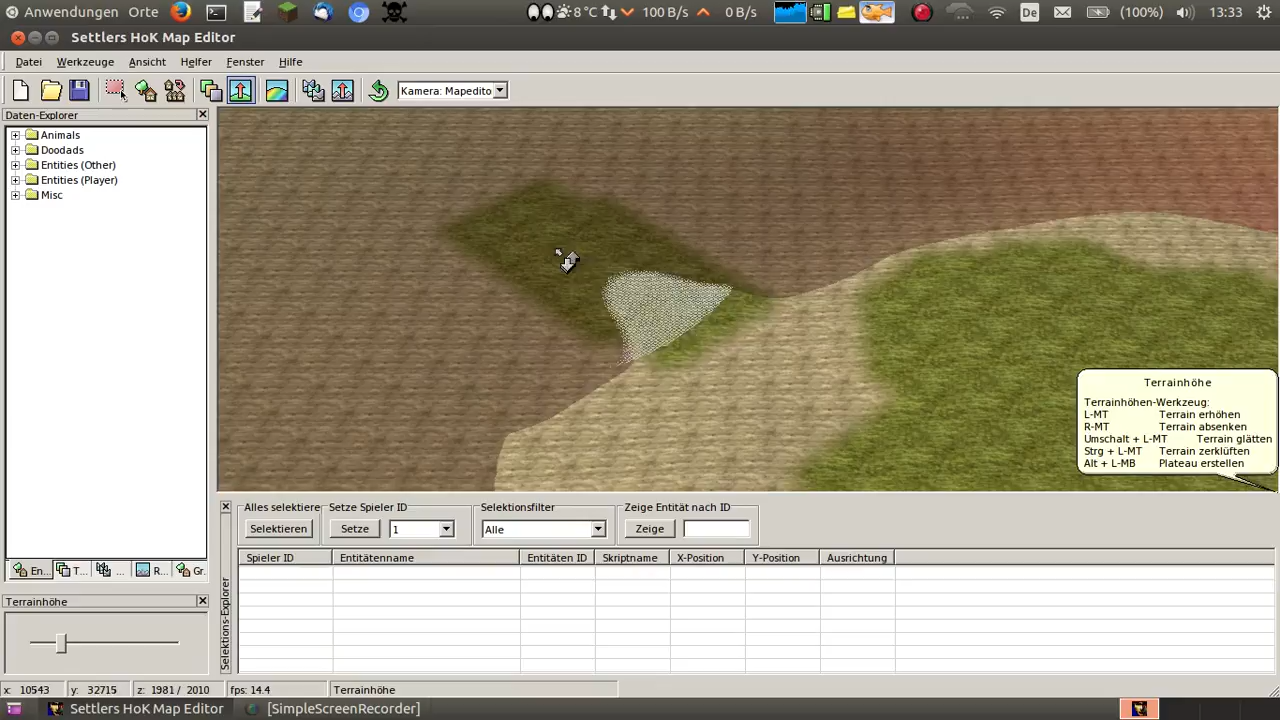 Anwendungen Orte 8°C 100 B/s 0 B/s De (100%) 13:33
Settlers HoK Map Editor
Datei Werkzeuge Ansicht Helfer Fenster Hilfe
Kamera: Mapedito
Daten-Explorer
Animals
Doodads
Entities (Other)
Entities (Player)
Misc
Terrainhöhe
Terrainhöhen-Werkzeug:
L-MT Terrain erhöhen
R-MT Terrain absenken
Umschalt + L-MT Terrain glätten
Strg + L-MT Terrain zerklüften
Alt + L-MB Plateau erstellen
Alles selektiere Setze Spieler ID Selektionsfilter Zeige Entität nach ID
Selektieren Setze 1 Alle Zeige
Spieler ID Entitätenname Entitäten ID Skriptname X-Position Y-Position Ausrichtung
En... T... ... R... Gr.
Terrainhöhe
Selektions-Explorer
x: 10543 y: 32715 z: 1981 / 2010 fps: 14.4 Terrainhöhe
Settlers HoK Map Editor [SimpleScreenRecorder]